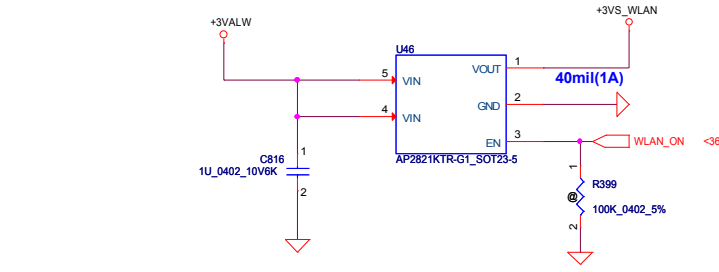 +3VALW
+3VS_WLAN
U46
5
VIN
VOUT
1
40mil(1A)
GND
2
4
VIN
EN
3
WLAN_ON
<36
AP2821KTR-G1_SOT23-5
1
C816
1U_0402_10V6K
2
1
R399
@
100K_0402_5%
2